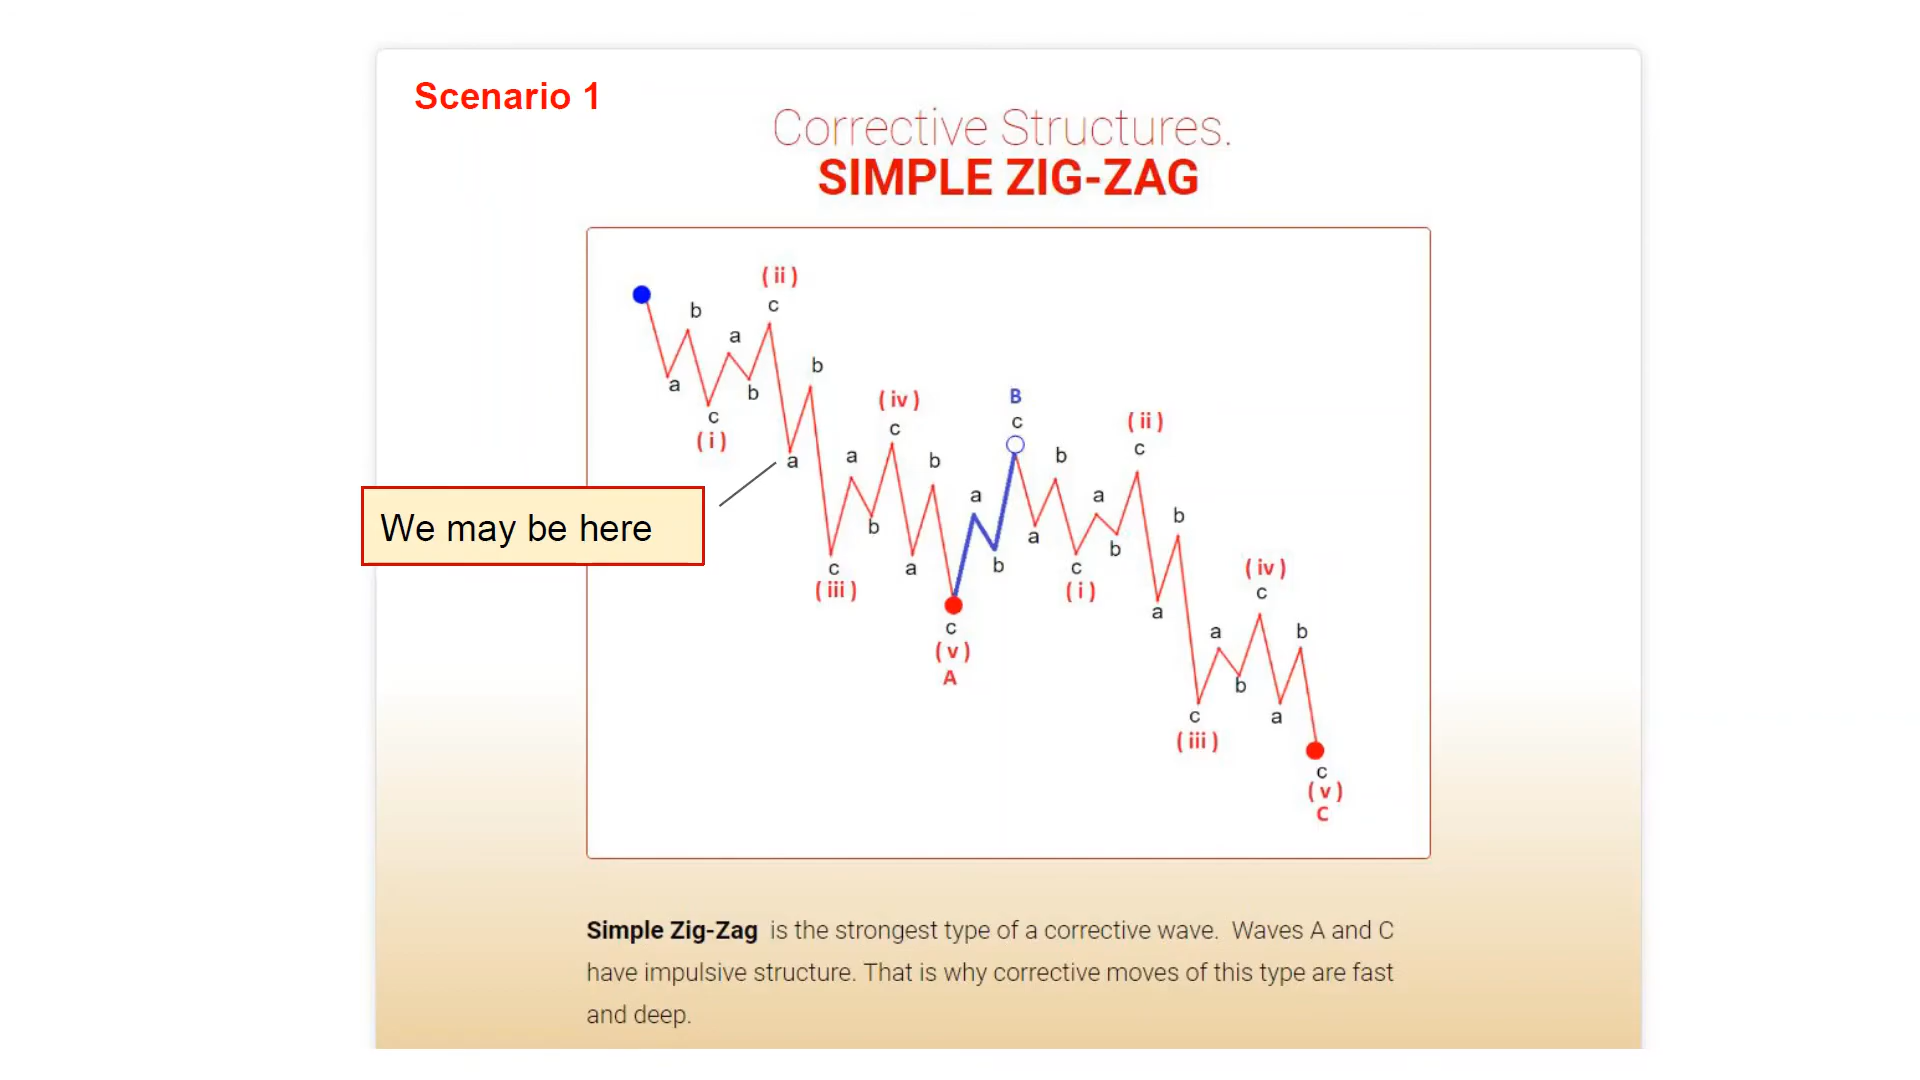 Scenario 1
Corrective Structures.
SIMPLE ZIG-ZAG
( ii )
c
b
a
b
a
b
c
( i )
( iv )
c
a
a
b
b
a
c
( iii )
B
c
a
b
c
( v )
A
( ii )
c
b
a
a
b
c
( i )
b
a
( iv )
c
a
b
b
a
c
( iii )
c
( v )
C
We may be here
Simple Zig-Zag is the strongest type of a corrective wave. Waves A and C
have impulsive structure. That is why corrective moves of this type are fast
and deep.